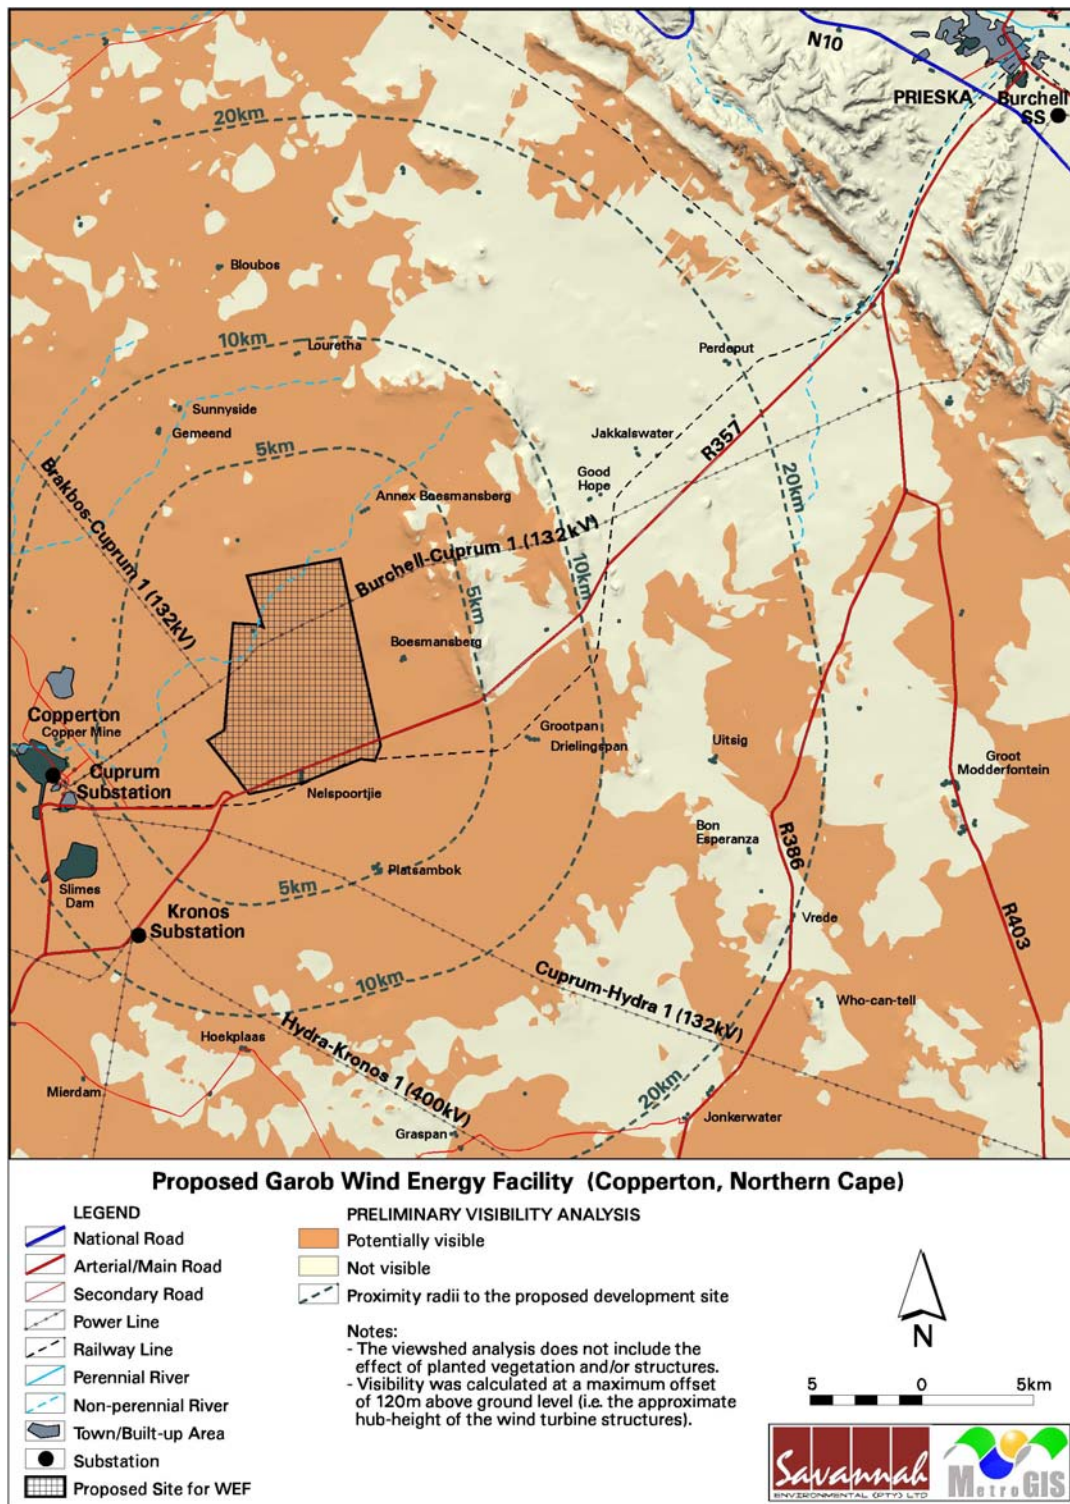 N10
PRIESKA
Burchell
SS
20km
Bloubos
10km
Louretha
Perdeput
Sunnyside
Gemeend
Jakkalswater
R357
5km
Good
Hope
20km
Brakbos-Cuprum 1 (132kV)
Annex Boesmansberg
Burchell-Cuprum 1 (132kV)
10km
5km
Boesmansberg
Copperton
Copper Mine
Grootpan
Drielingspan
Uitsig
Groot
Modderfontein
Cuprum
Substation
Nelspoortjie
Bon
Esperanza
R386
Platsambok
5km
Slimes
Dam
Kronos
Substation
Vrede
R403
10km
Cuprum-Hydra 1 (132kV)
Who-can-tell
Hoekplaas
Hydra-Kronos 1 (400kV)
Mierdam
20km
Graspan
Jonkerwater
Proposed Garob Wind Energy Facility (Copperton, Northern Cape)
LEGEND
National Road
Arterial/Main Road
Secondary Road
Power Line
Railway Line
Perennial River
Non-perennial River
Town/Built-up Area
Substation
Proposed Site for WEF
PRELIMINARY VISIBILITY ANALYSIS
Potentially visible
Not visible
Proximity radii to the proposed development site
Notes:
- The viewshed analysis does not include the
effect of planted vegetation and/or structures.
- Visibility was calculated at a maximum offset
of 120m above ground level (i.e. the approximate
hub-height of the wind turbine structures).
N
5 0 5km
Savannah
ENVIRONMENTAL (PTY) LTD
MetroGIS